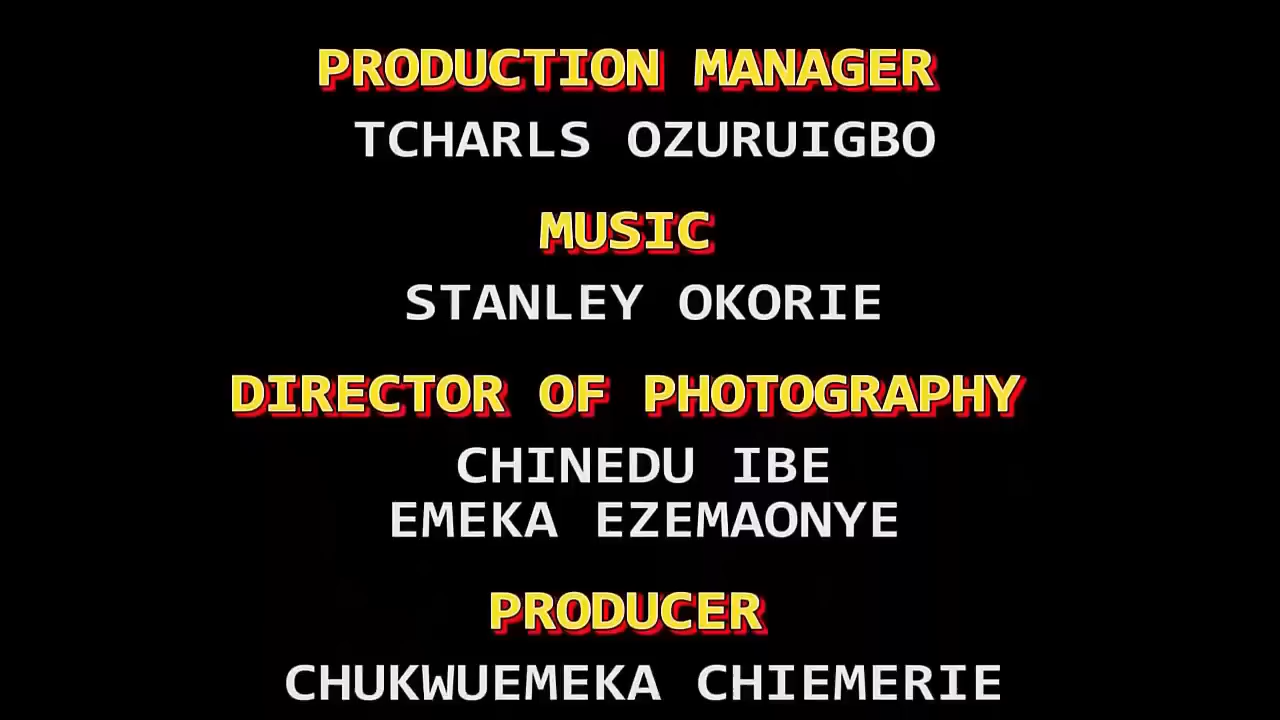 PRODUCTION MANAGER
TCHARLS OZURUIGBO
MUSIC
STANLEY OKORIE
DIRECTOR OF PHOTOGRAPHY
CHINEDU IBE
EMEKA EZEMAONYE
PRODUCER
CHUKWUEMEKA CHIEMERIE